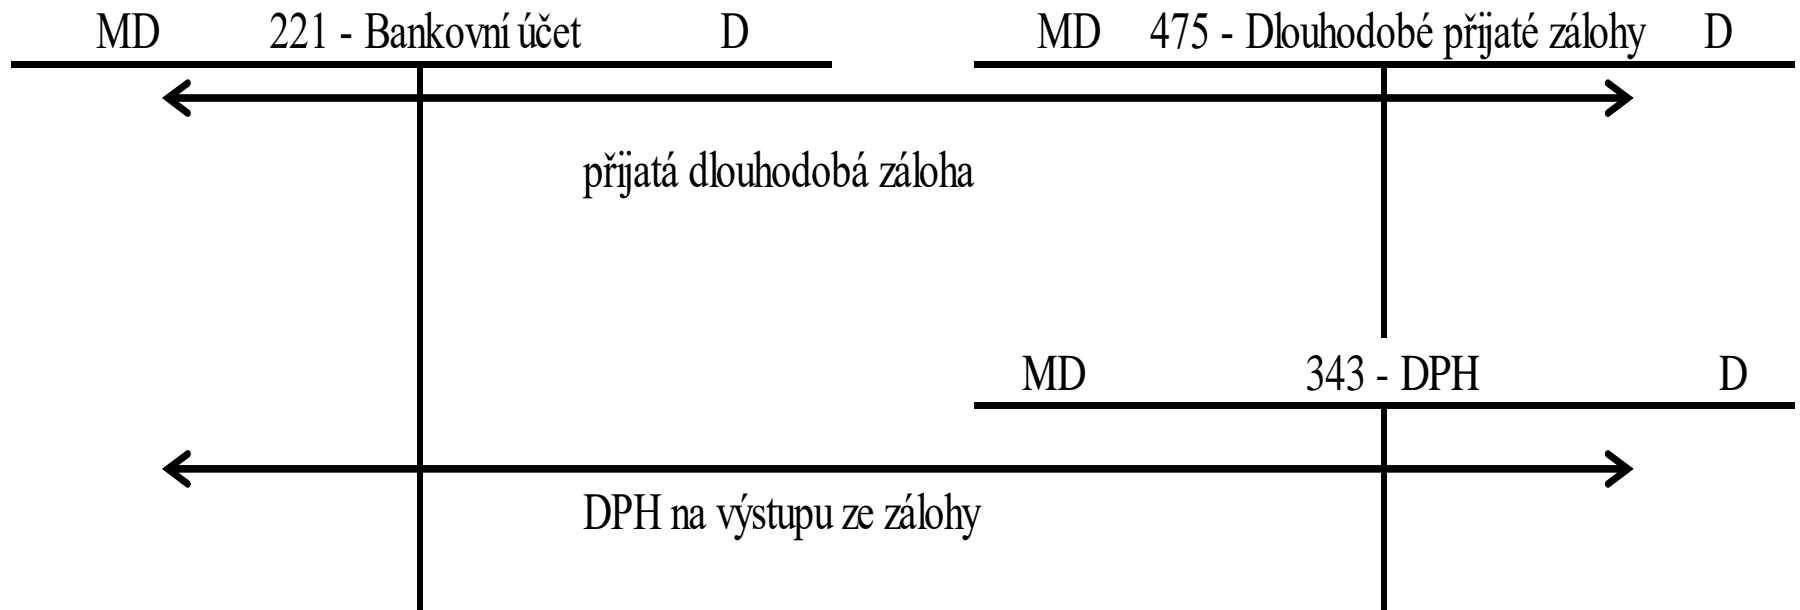 MD 221 - Bankovní účet D MD 475 - Dlouhodobé přijaté zálohy D
přijatá dlouhodobá záloha
MD 343 - DPH D
DPH na výstupu ze zálohy